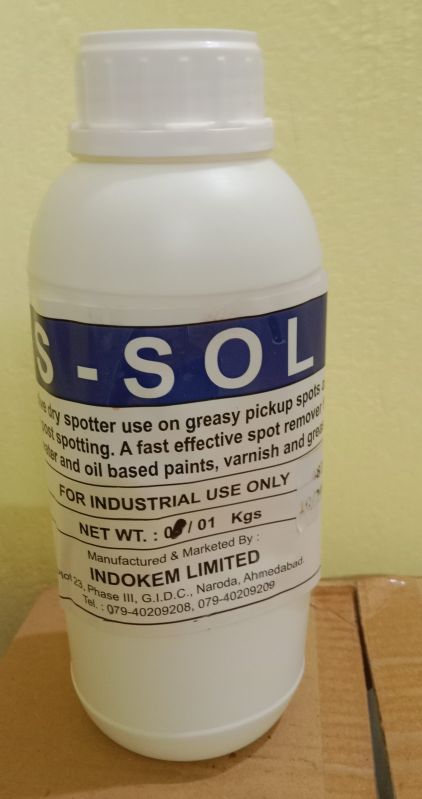 S - SOL
dry spotter use on greasy pickup spots
post spotting. A fast effective spot remover
and oil based paints, varnish and
FOR INDUSTRIAL USE ONLY
NET WT. : / 01 Kgs
Manufactured & Marketed By :
INDOKEM LIMITED
23, Phase III, G.I.D.C., Naroda, Ahmedabad.
Tel. : 079-40209208, 079-40209209